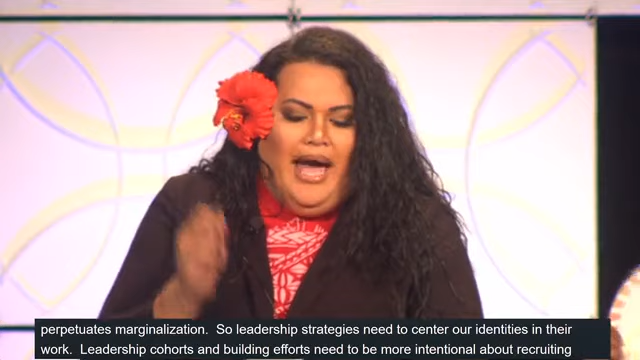 perpetuates marginalization.  So leadership strategies need to center our identities in their
work.  Leadership cohorts and building efforts need to be more intentional about recruiting